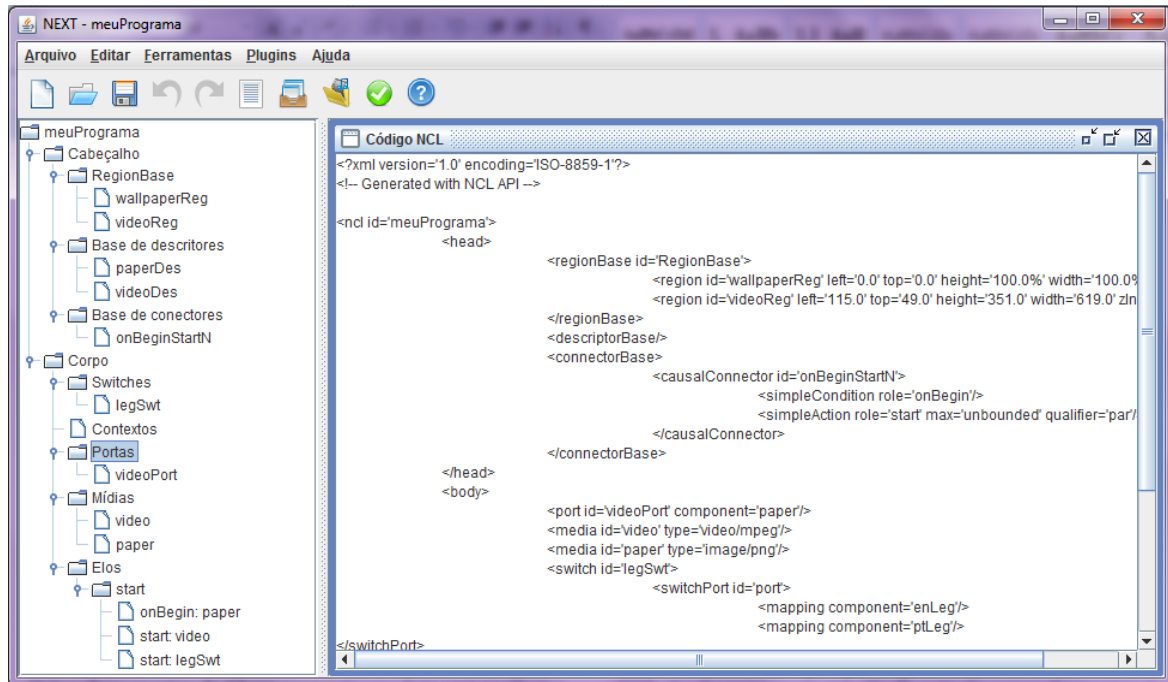 NEXT - meuPrograma
Arquivo Editar Ferramentas Plugins Ajuda
meuPrograma
Cabeçalho
RegionBase
wallpaperReg
videoReg
Base de descritores
paperDes
videoDes
Base de conectores
onBeginStartN
Corpo
Switches
legSwt
Contextos
Portas
videoPort
Mídias
video
paper
Elos
start
onBegin: paper
start: video
start: legSwt
Código NCL
<?xml version='1.0' encoding='ISO-8859-1'?>
<!-- Generated with NCL API -->
<ncl id='meuPrograma'>
<head>
<regionBase id='RegionBase'>
<region id='wallpaperReg' left='0.0' top='0.0' height='100.0%' width='100.0%
<region id='videoReg' left='115.0' top='49.0' height='351.0' width='619.0' zIn
</regionBase>
<descriptorBase/>
<connectorBase>
<causalConnector id='onBeginStartN'>
<simpleCondition role='onBegin'/>
<simpleAction role='start' max='unbounded' qualifier='par'/
</causalConnector>
</connectorBase>
</head>
<body>
<port id='videoPort' component='paper'/>
<media id='video' type='video/mpeg'/>
<media id='paper' type='image/png'/>
<switch id='legSwt'>
<switchPort id='port'>
<mapping component='enLeg'/>
<mapping component='ptLeg'/>
</switchPort>